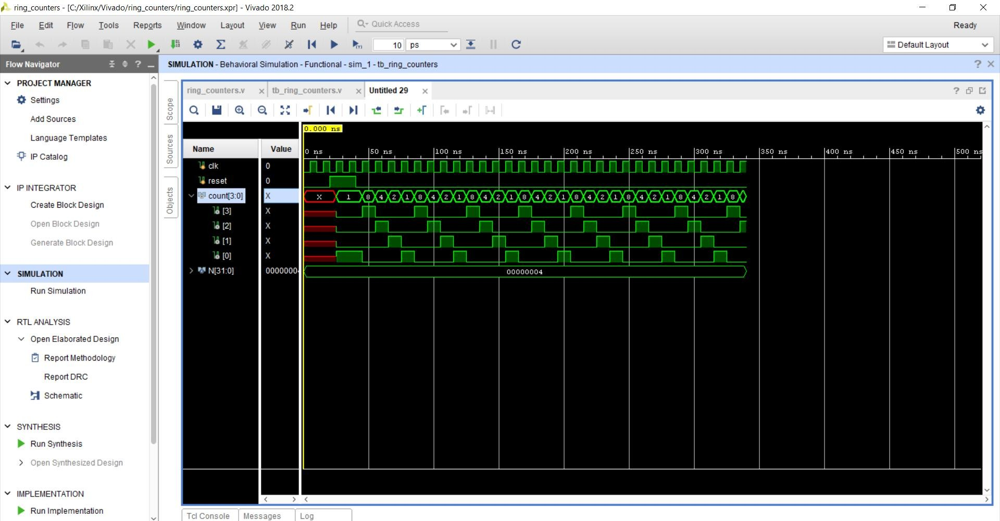 ring_counters - [C:/Xilinx/Vivado/ring_counters/ring_counters.xpr] - Vivado 2018.2
File Edit Flow Tools Reports Window Layout View Run Help Quick Access Ready
10 ps Default Layout
Flow Navigator ? SIMULATION - Behavioral Simulation - Functional - sim_1 - tb_ring_counters ?
PROJECT MANAGER
Settings
Add Sources
Language Templates
IP Catalog
IP INTEGRATOR
Create Block Design
Open Block Design
Generate Block Design
SIMULATION
Run Simulation
RTL ANALYSIS
Open Elaborated Design
Report Methodology
Report DRC
Schematic
SYNTHESIS
Run Synthesis
Open Synthesized Design
IMPLEMENTATION
Run Implementation
Scope
Sources
Objects
ring_counters.v tb_ring_counters.v Untitled 29 ?
0.000 ns
Name Value 0 ns 50 ns 100 ns 150 ns 200 ns 250 ns 300 ns 350 ns 400 ns 450 ns 500 ns
clk 0
reset 0
count[3:0] X X 1 8 4 2 1 8 4 2 1 8 4 2 1 8 4 2 1 8 4 2 1 8 4 2 1 8 4 2 1 8
[3] X
[2] X
[1] X
[0] X
N[31:0] 00000004 00000004
Tcl Console Messages Log